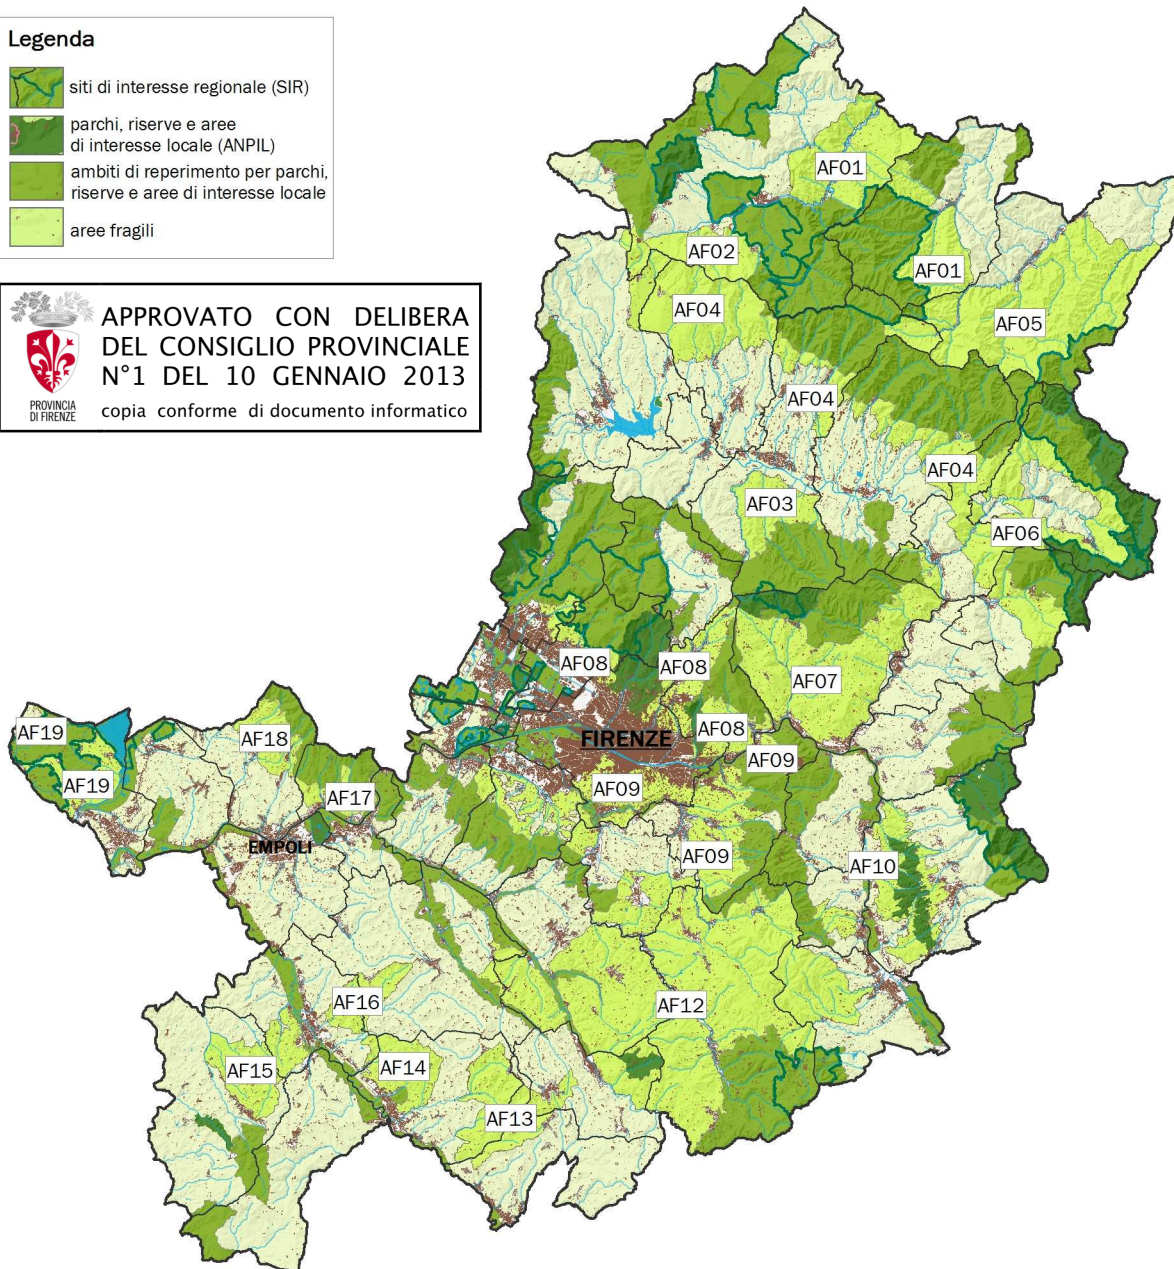 Legenda
siti di interesse regionale (SIR)
parchi, riserve e aree
di interesse locale (ANPIL)
ambiti di reperimento per parchi,
riserve e aree di interesse locale
aree fragili
APPROVATO CON DELIBERA
DEL CONSIGLIO PROVINCIALE
N°1 DEL 10 GENNAIO 2013
copia conforme di documento informatico
PROVINCIA
DI FIRENZE
AF01
AF02
AF01
AF04
AF05
AF04
AF04
AF03
AF06
AF08
AF08
AF07
AF08
FIRENZE
AF19
AF18
AF09
AF19
AF09
AF17
EMPOLI
AF09
AF10
AF16
AF12
AF15
AF14
AF13